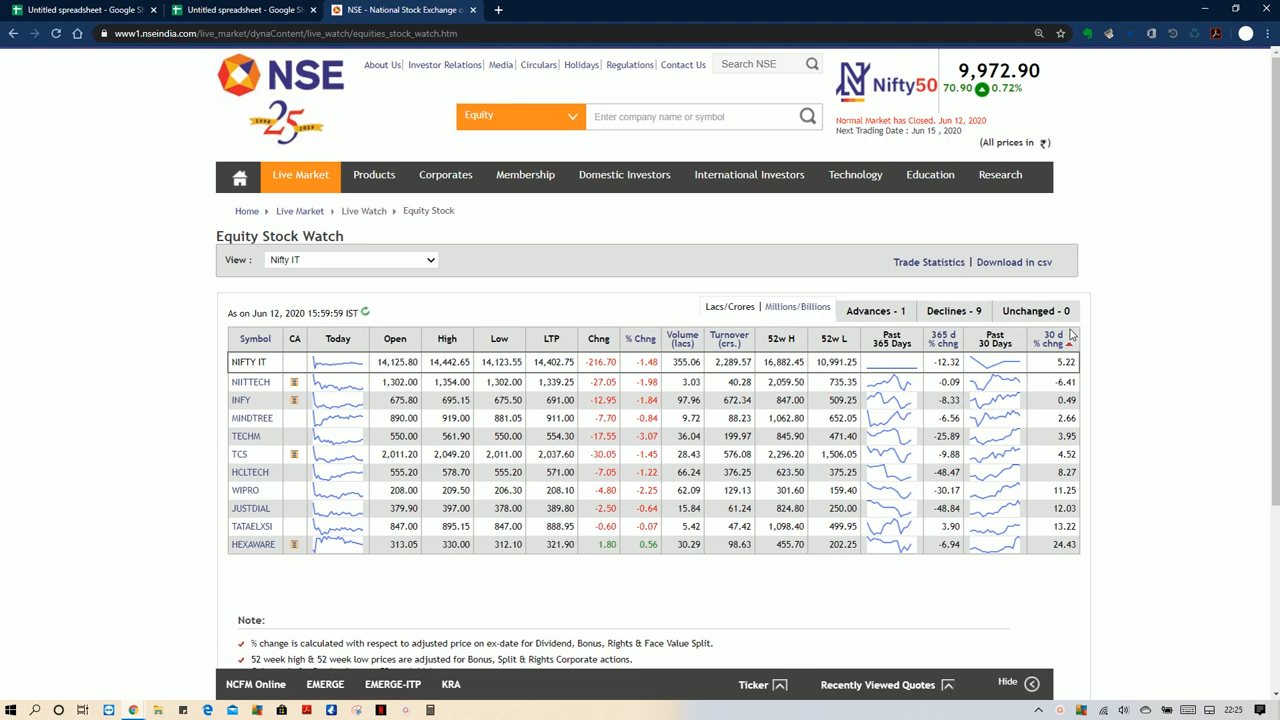 Untitled spreadsheet - Google S
Untitled spreadsheet - Google S
NSE - National Stock Exchange o
www1.nseindia.com/live_market/dynaContent/live_watch/equities_stock_watch.htm
NSE
25
About Us | Investor Relations | Media | Circulars | Holidays | Regulations | Contact Us
Search NSE
Equity
Enter company name or symbol
Nifty50
9,972.90
70.90 0.72%
Normal Market has Closed. Jun 12, 2020
Next Trading Date : Jun 15 , 2020
(All prices in ₹)
Live Market Products Corporates Membership Domestic Investors International Investors Technology Education Research
Home Live Market Live Watch Equity Stock
Equity Stock Watch
View : Nifty IT
Trade Statistics | Download in csv
As on Jun 12, 2020 15:59:59 IST
Lacs/Crores | Millions/Billions Advances - 1 Declines - 9 Unchanged - 0
Symbol CA Today Open High Low LTP Chng % Chng Volume (lacs) Turnover (crs.) 52w H 52w L Past 365 Days 365 d % chng Past 30 Days 30 d % chng
NIFTY IT 14,125.80 14,442.65 14,125.55 14,402.75 -216.70 -1.48 355.06 2,289.57 16,882.45 10,991.25 -12.32 5.22
NIITTECH 1,302.00 1,354.00 1,302.00 1,339.25 -27.05 -1.98 3.03 40.28 2,059.50 735.35 -0.09 -6.41
INFY 675.80 695.15 675.50 691.00 -12.95 -1.84 97.96 672.34 847.00 509.25 -8.33 0.49
MINDTREE 890.00 919.00 881.05 911.00 -7.70 -0.84 9.72 88.23 1,062.80 652.05 -6.56 2.66
TECHM 550.00 561.90 550.00 554.30 -17.55 -3.07 36.04 199.97 845.90 471.40 -25.89 3.95
TCS 2,011.20 2,049.20 2,011.00 2,037.60 -30.05 -1.45 28.43 576.08 2,296.20 1,506.05 -9.88 4.52
HCLTECH 555.20 578.70 555.20 571.00 -7.05 -1.22 66.24 376.25 623.50 375.25 -48.47 8.27
WIPRO 208.00 209.50 206.30 208.10 -4.80 -2.25 62.09 129.13 301.60 159.40 -30.17 11.25
JUSTDIAL 379.90 397.00 378.00 389.80 -2.50 -0.64 15.84 61.24 824.80 250.00 -48.84 12.03
TATAELXSI 847.00 895.15 847.00 888.95 -0.60 -0.07 5.42 47.42 1,098.40 499.95 3.90 13.22
HEXAWARE 313.05 330.00 312.10 321.90 1.80 0.56 30.29 98.63 455.70 202.25 -6.94 24.43
Note:
% change is calculated with respect to adjusted price on ex-date for Dividend, Bonus, Rights & Face Value Split.
52 week high & 52 week low prices are adjusted for Bonus, Split & Rights Corporate actions.
NCFM Online EMERGE EMERGE-ITP KRA Ticker Recently Viewed Quotes Hide
22:25